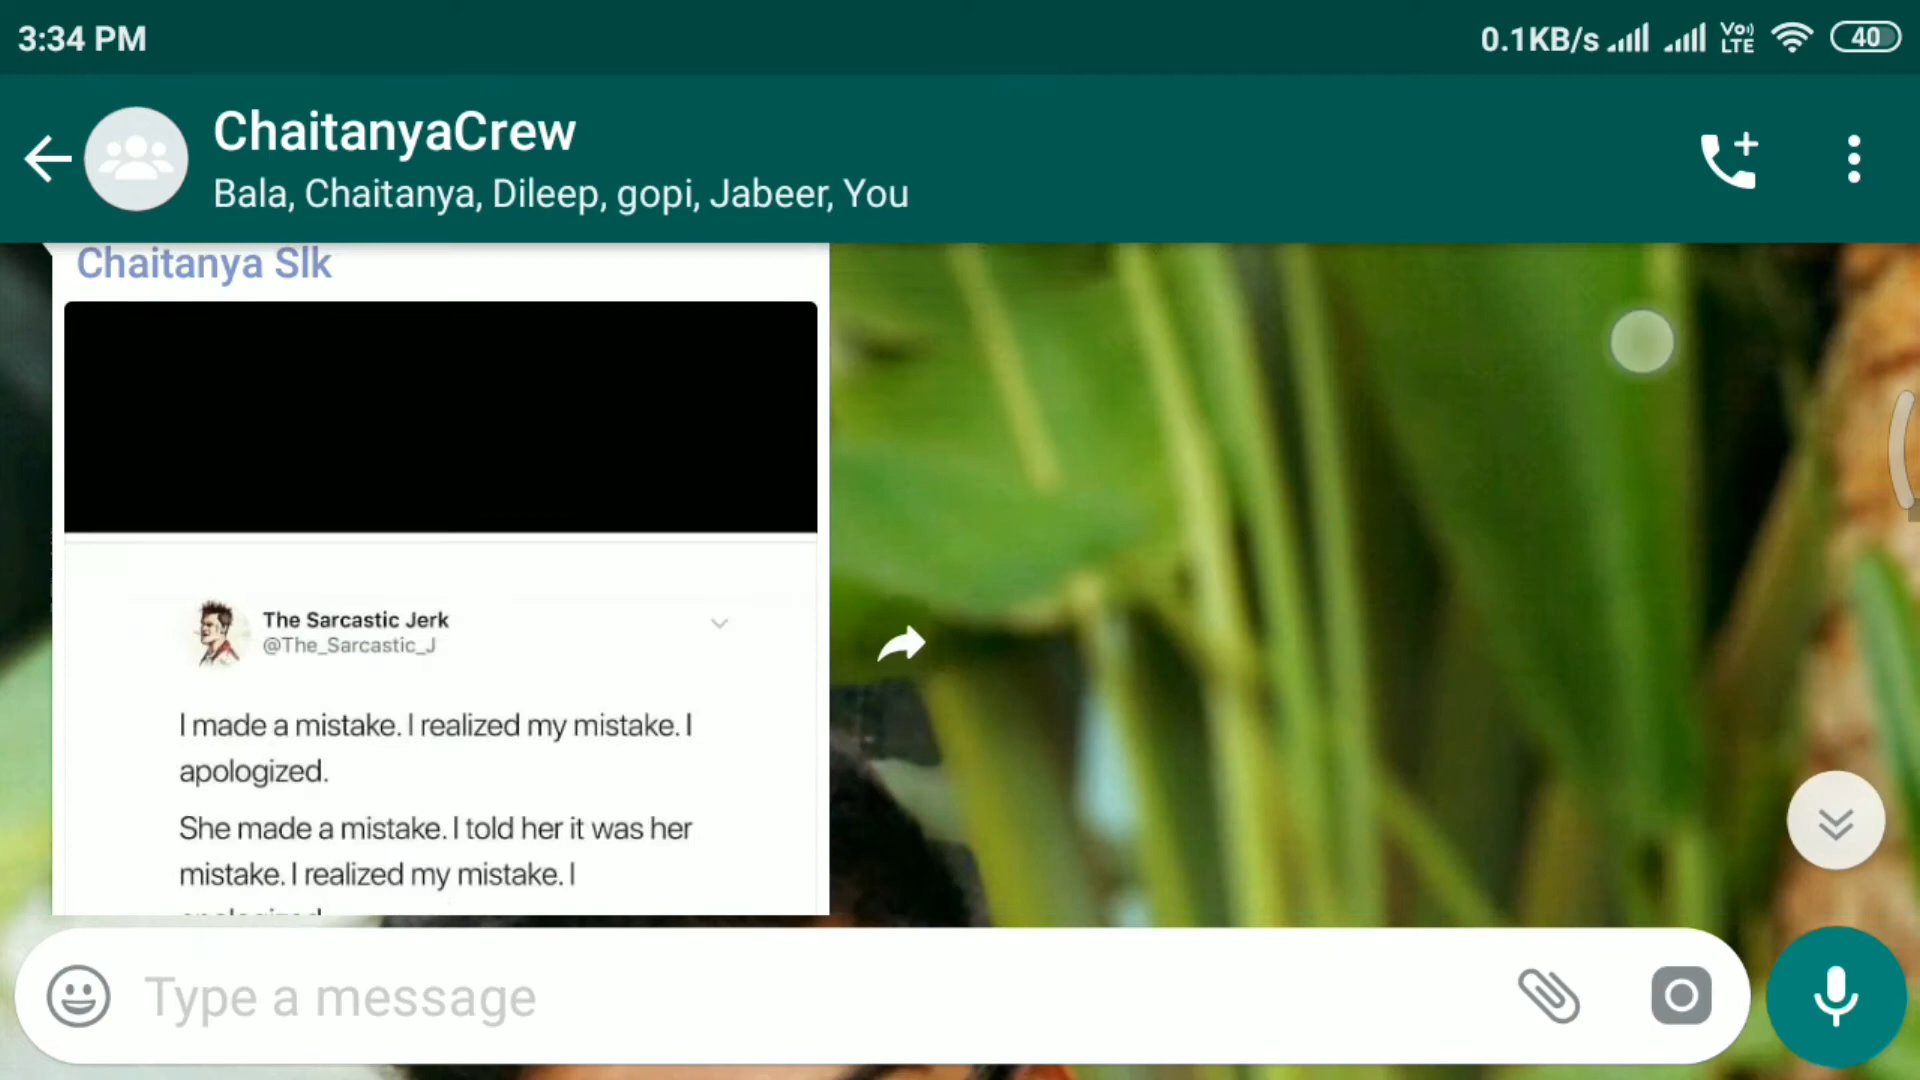 3:34 PM
0.1KB/s
Vo))
LTE
40
ChaitanyaCrew
Bala, Chaitanya, Dileep, gopi, Jabeer, You
Chaitanya Slk
The Sarcastic Jerk
@The_Sarcastic_J
I made a mistake. I realized my mistake. I
apologized.
She made a mistake. I told her it was her
mistake. I realized my mistake. I
Type a message